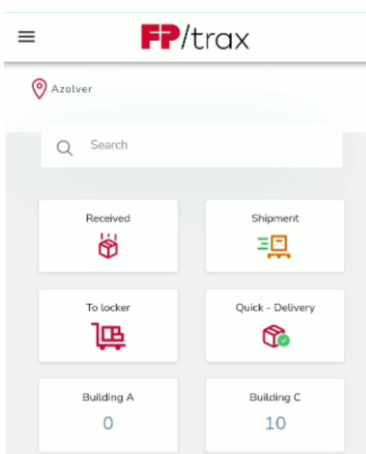 FP/trax
Azolver
Search
Received
Shipment
To locker
Quick - Delivery
Building A
Building C
0
10